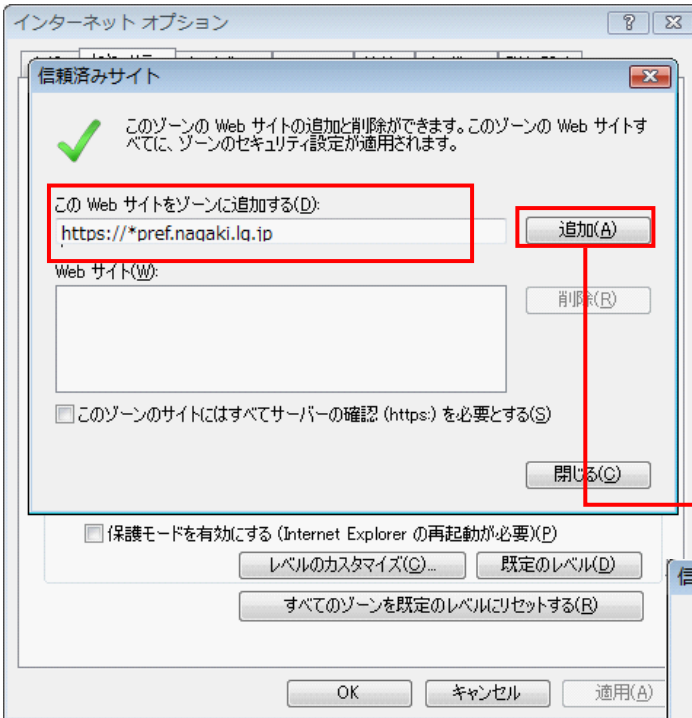 インターネット オプション
信頼済みサイト
このゾーンの Web サイトの追加と削除ができます。このゾーンの Web サイトす
べてに、ゾーンのセキュリティ設定が適用されます。
この Web サイトをゾーンに追加する(D):
https://*pref.nagaki.lg.jp
追加(A)
Web サイト(W):
削除(R)
このゾーンのサイトにはすべてサーバーの確認 (https:) を必要とする(S)
閉じる(C)
保護モードを有効にする (Internet Explorer の再起動が必要)(P)
レベルのカスタマイズ(C)...
既定のレベル(D)
すべてのゾーンを既定のレベルにリセットする(R)
信
OK
キャンセル
適用(A)